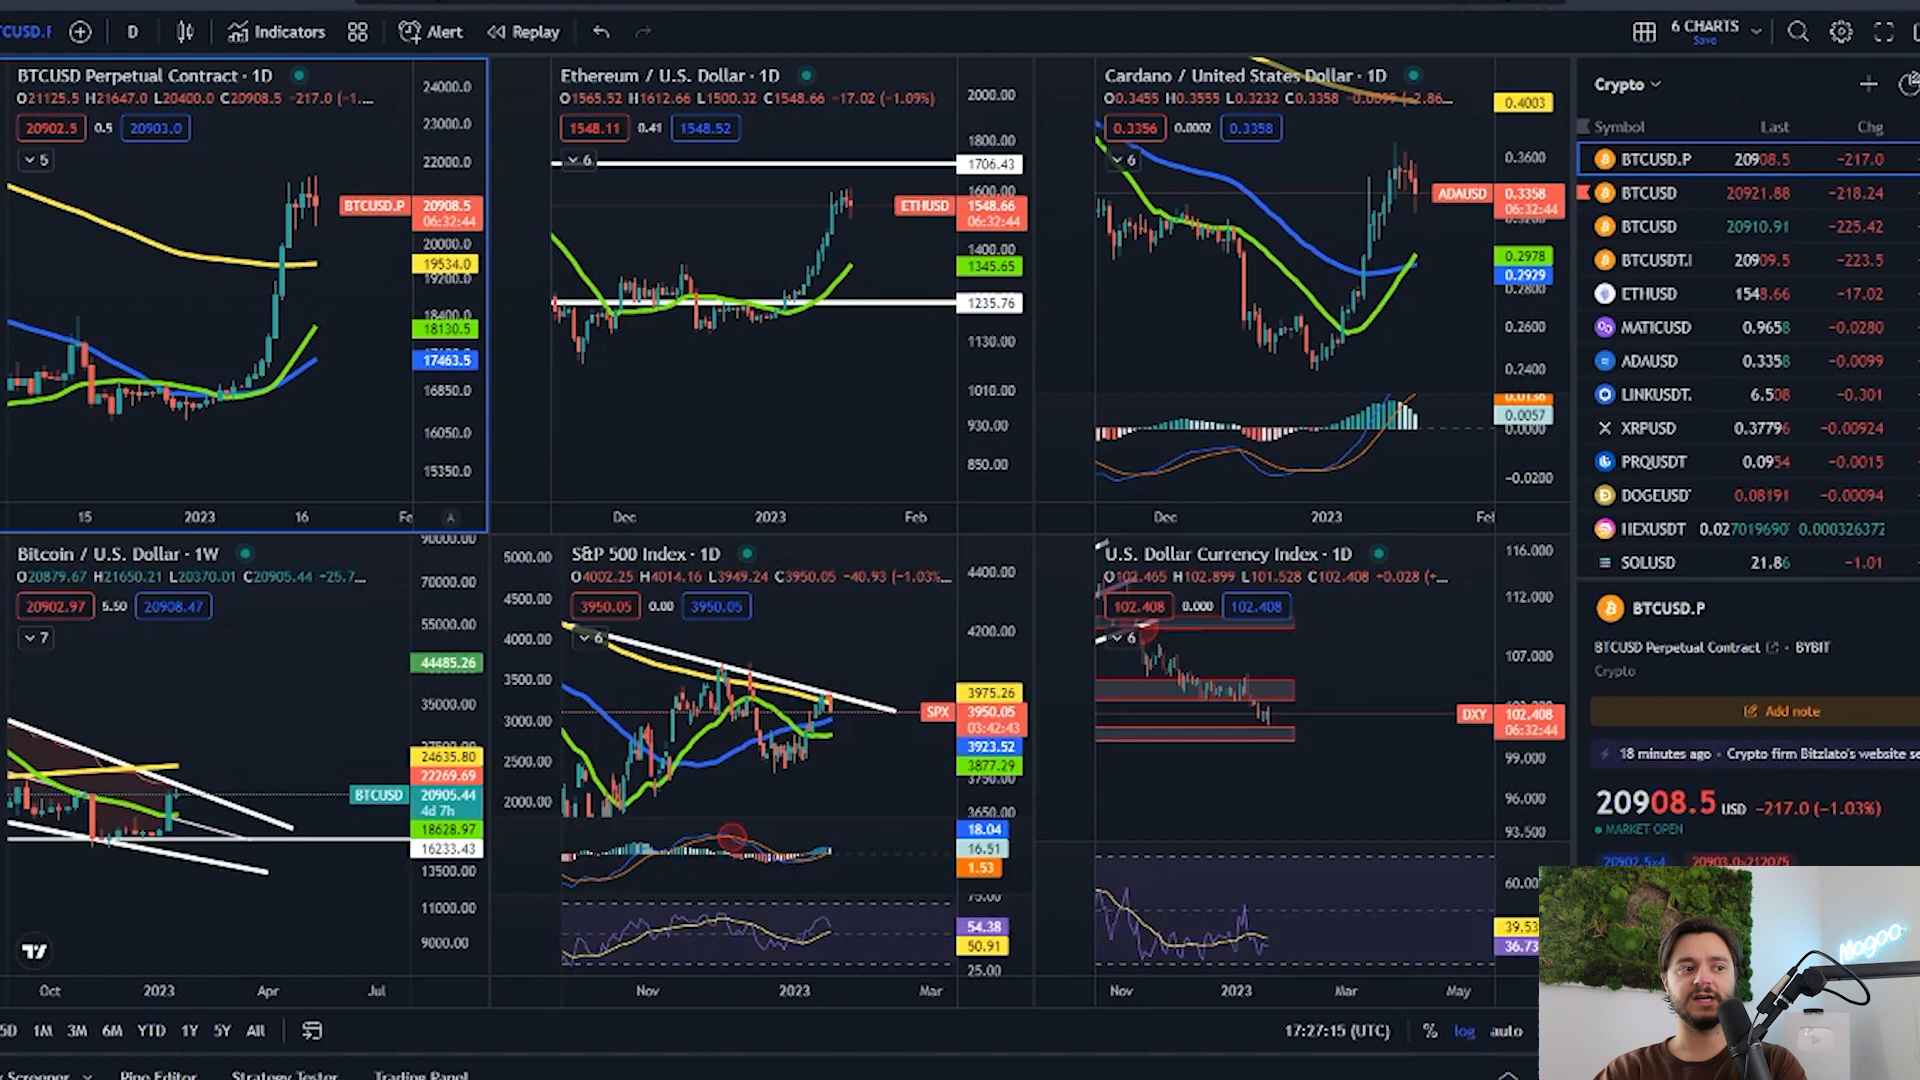 D Indicators Alert Replay 6 CHARTS
Save
BTCUSD Perpetual Contract · 1D
O21125.5 H21647.0 L20400.0 C20908.5 −217.0 (−1....
20902.5 0.5 20903.0
5
24000.0
23000.0
22000.0
BTCUSD.P 20908.5
06:32:44
20000.0
19534.0
19200.0
18400.0
18130.5
17463.5
16850.0
16050.0
15350.0
15 2023 16 A
Ethereum / U.S. Dollar · 1D
O1565.52 H1612.66 L1500.32 C1548.66 −17.02 (−1.09%)
1548.11 0.41 1548.52
6
2000.00
1800.00
1706.43
1600.00
ETHUSD 1548.66
06:32:44
1400.00
1345.65
1235.76
1130.00
1010.00
930.00
850.00
Dec 2023 Feb
Cardano / United States Dollar · 1D
O0.3455 H0.3555 L0.3232 C0.3358 −0.0099 (−2.86...
0.3356 0.0002 0.3358
6
0.4003
0.3600
ADAUSD 0.3358
06:32:44
0.2978
0.2929
0.2800
0.2600
0.2400
0.0136
0.0057
0.0000
−0.0200
Dec 2023
Bitcoin / U.S. Dollar · 1W
O20879.67 H21650.21 L20370.01 C20905.44 +25.7...
20902.97 5.50 20908.47
7
90000.00
70000.00
55000.00
44485.26
35000.00
24635.80
22269.69
BTCUSD 20905.44
4d 7h
18628.97
16233.43
13500.00
11000.00
9000.00
Oct 2023 Apr Jul
S&P 500 Index · 1D
O4002.25 H4014.16 L3949.24 C3950.05 −40.93 (−1.03%...
3950.05 0.00 3950.05
6
5000.00
4500.00
4000.00
3500.00
3000.00
2500.00
2000.00
4400.00
4200.00
3975.26
SPX 3950.05
03:42:43
3923.52
3877.29
3750.00
3650.00
18.04
16.51
1.53
75.00
54.38
50.91
25.00
Nov 2023 Mar
U.S. Dollar Currency Index · 1D
O102.465 H102.899 L101.528 C102.408 +0.028 (+...
102.408 0.000 102.408
6
116.000
112.000
107.000
DXY 102.408
06:32:44
99.000
96.000
93.500
60.00
39.53
36.73
Nov 2023 Mar May
1M 3M 6M YTD 1Y 5Y All
17:27:15 (UTC) % log auto
Pine Editor Strategy Tester Trading Panel
Crypto
Symbol Last Chg
BTCUSD.P 20908.5 −217.0
BTCUSD 20921.88 −218.24
BTCUSD 20910.91 −225.42
BTCUSDT.I 20909.5 −223.5
ETHUSD 1548.66 −17.02
MATICUSD 0.9658 −0.0280
ADAUSD 0.3358 −0.0099
LINKUSDT. 6.508 −0.301
XRPUSD 0.37796 −0.00924
PRQUSDT 0.0954 −0.0015
DOGEUSD 0.08191 −0.00094
HEXUSDT 0.027019690 0.000326372
SOLUSD 21.86 −1.01
BTCUSD.P
BTCUSD Perpetual Contract · BYBIT
Crypto
Add note
18 minutes ago · Crypto firm Bitzlato's website se
20908.5 USD −217.0 (−1.03%)
MARKET OPEN
Magoo